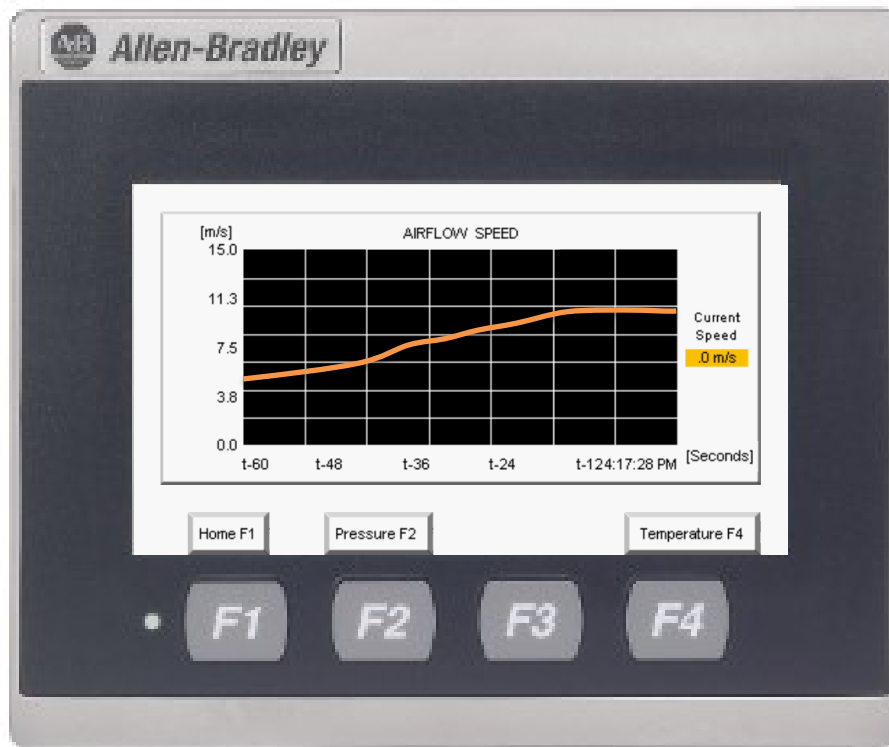 AB Allen-Bradley
[m/s]
AIRFLOW SPEED
15.0
11.3
7.5
3.8
0.0
Current
Speed
.0 m/s
t-60 t-48 t-36 t-24 t-124:17:28 PM [Seconds]
Home F1 Pressure F2 Temperature F4
F1 F2 F3 F4